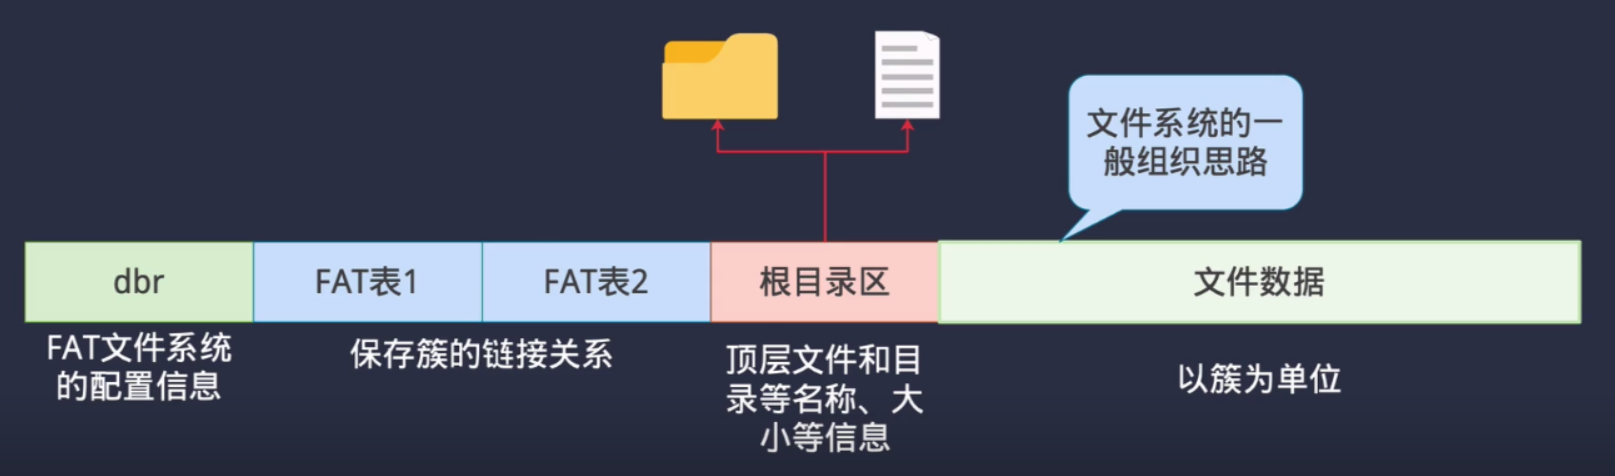 文件系统的一
般组织思路
dbr
FAT表1
FAT表2
根目录区
文件数据
FAT文件系统
的配置信息
保存簇的链接关系
顶层文件和目
录等名称、大
小等信息
以簇为单位